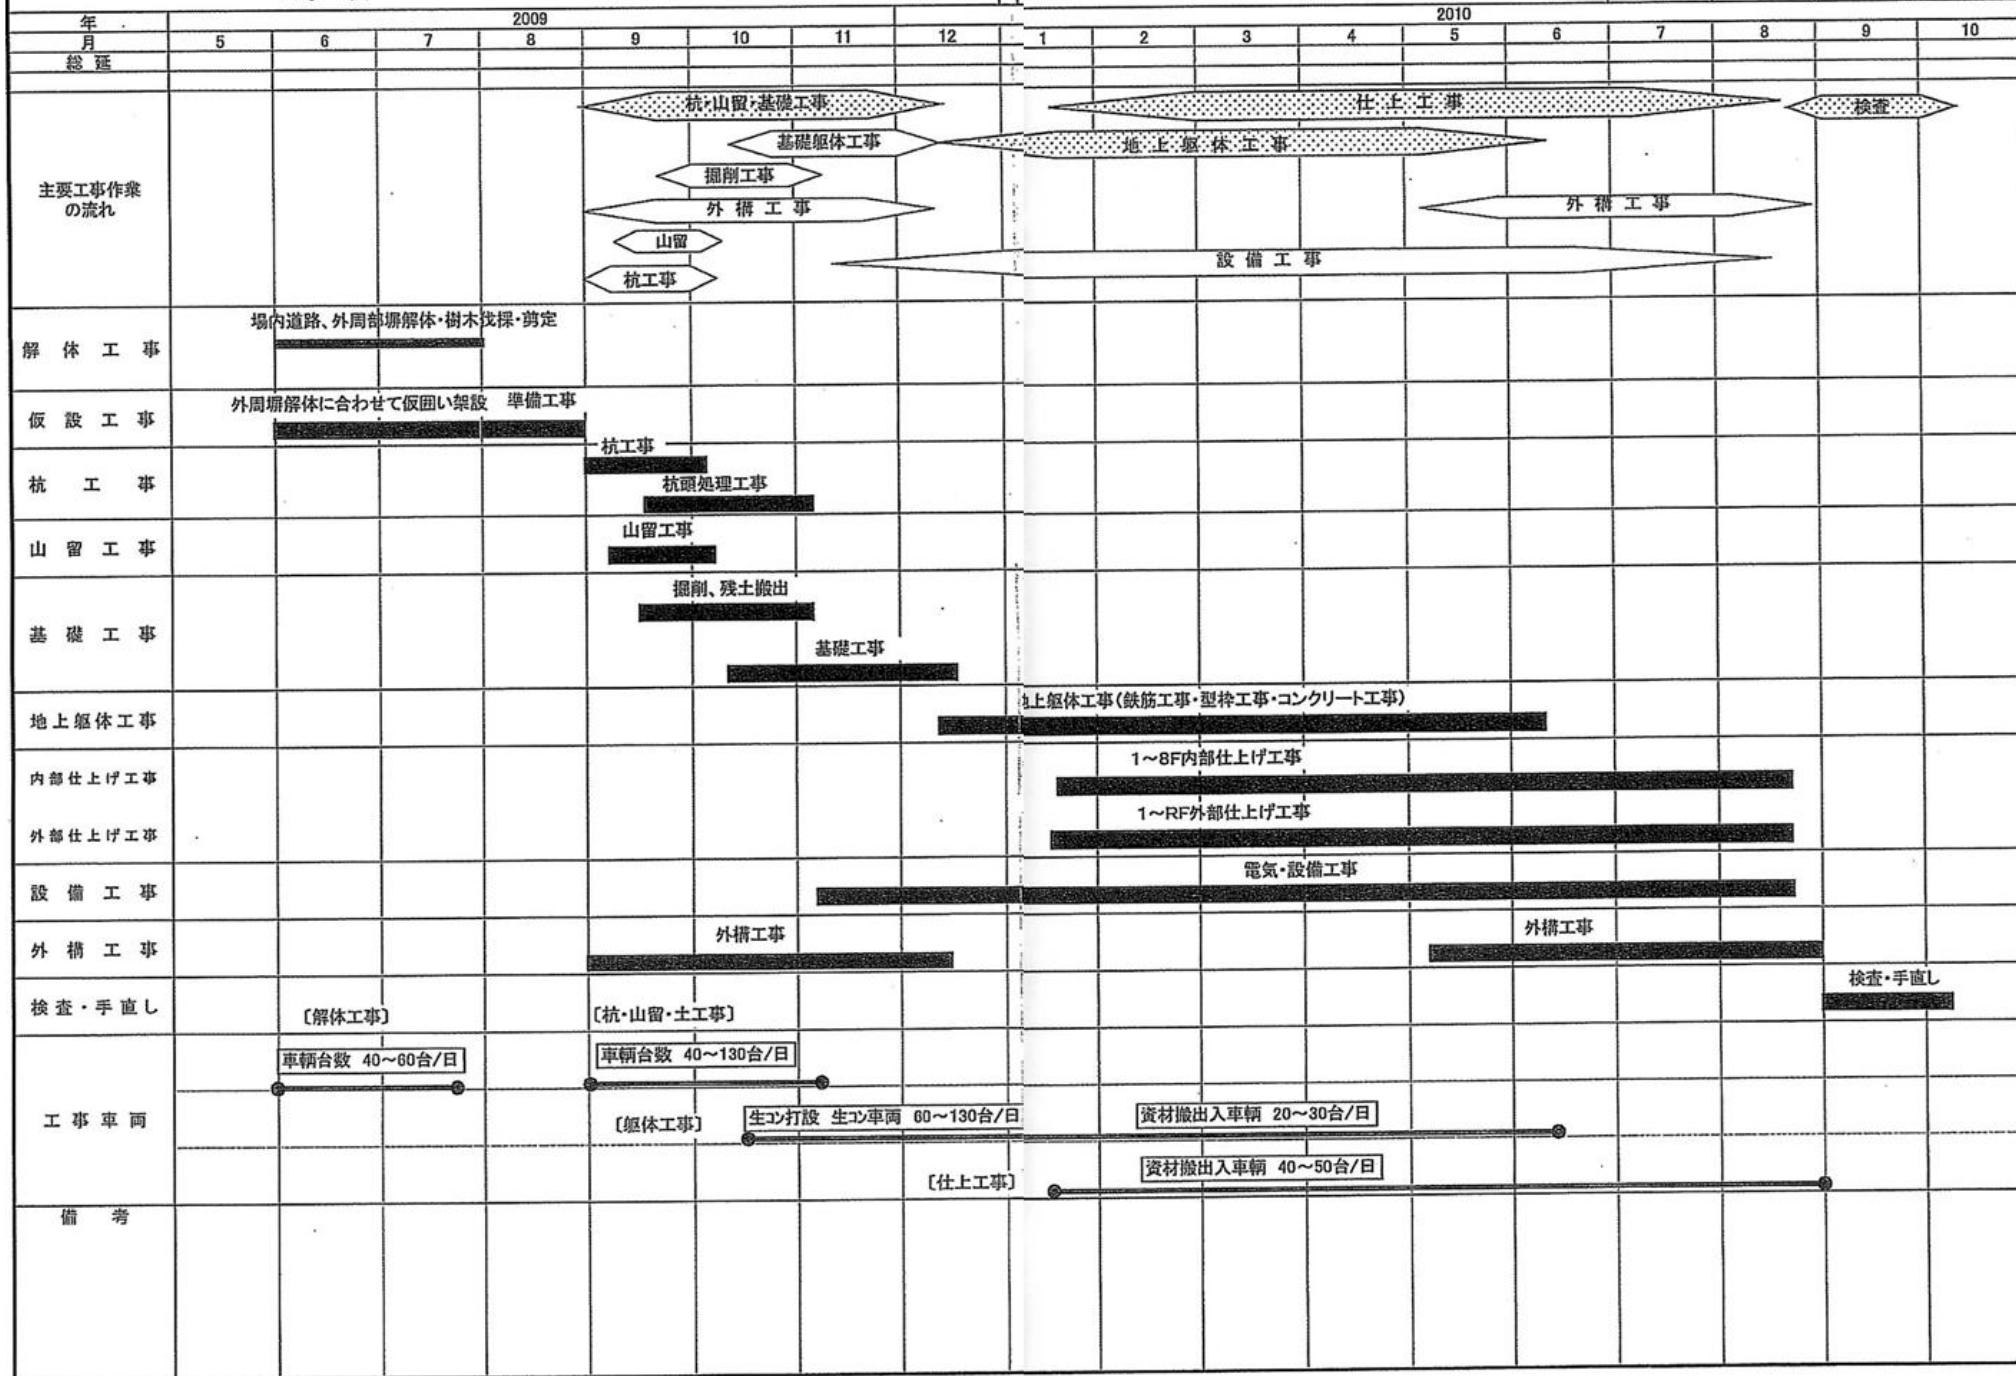 年 2009 2010
月 5 6 7 8 9 10 11 12 1 2 3 4 5 6 7 8 9 10
総延
主要工事作業
の流れ
杭・山留・基礎工事 仕上工事 検査
基礎躯体工事 地上躯体工事
掘削工事
外構工事 外構工事
山留
設備工事
杭工事
解体工事
場内道路、外周部塀解体・樹木伐採・剪定
仮設工事
外周塀解体に合わせて仮囲い架設 準備工事
杭工事
杭工事
杭頭処理工事
山留工事
山留工事
基礎工事
掘削、残土搬出
基礎工事
地上躯体工事
上躯体工事(鉄筋工事・型枠工事・コンクリート工事)
内部仕上げ工事
1〜8F内部仕上げ工事
外部仕上げ工事
1〜RF外部仕上げ工事
設備工事
電気・設備工事
外構工事
外構工事 外構工事
検査・手直し
検査・手直し
工事車両
〔解体工事〕 〔杭・山留・土工事〕
車輌台数 40〜60台/日 車輌台数 40〜130台/日
〔躯体工事〕 生コン打設 生コン車両 60〜130台/日 資材搬出入車輌 20〜30台/日
〔仕上工事〕 資材搬出入車輌 40〜50台/日
備考